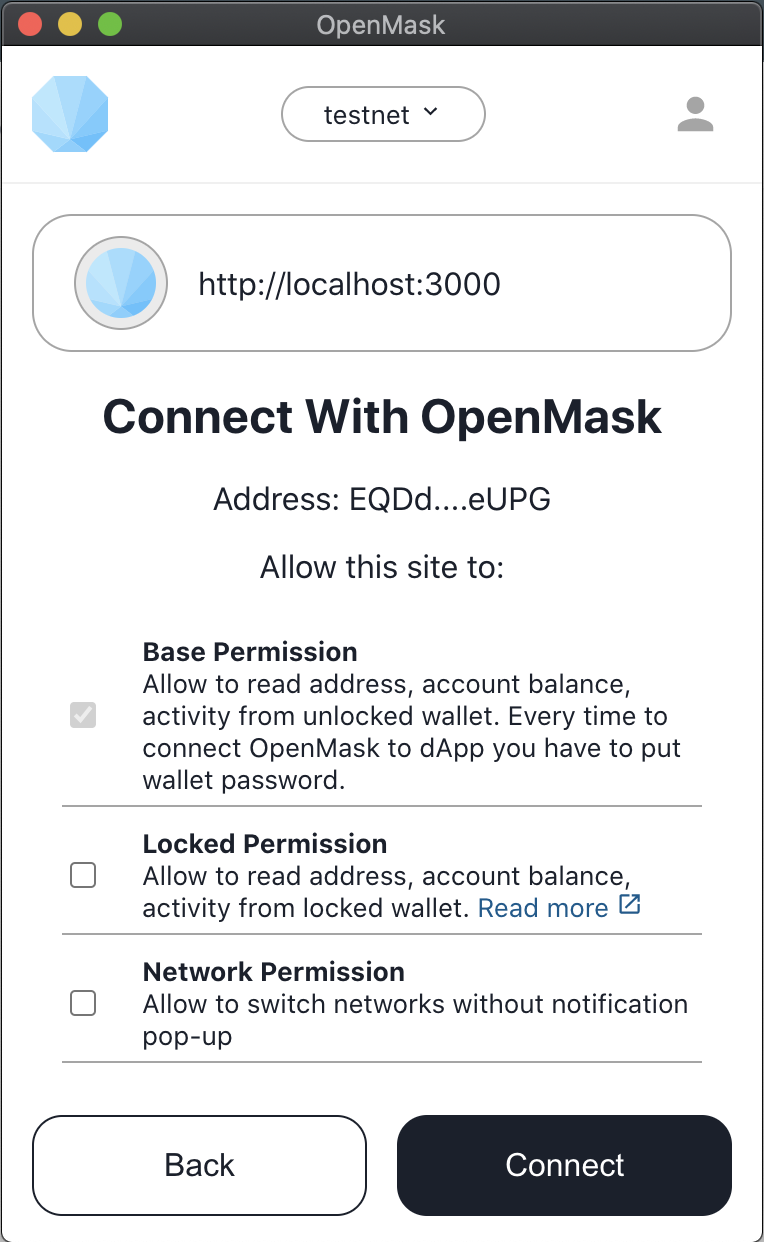 OpenMask
testnet
http://localhost:3000
Connect With OpenMask
Address: EQDd....eUPG
Allow this site to:
Base Permission
Allow to read address, account balance,
activity from unlocked wallet. Every time to
connect OpenMask to dApp you have to put
wallet password.
Locked Permission
Allow to read address, account balance,
activity from locked wallet. Read more
Network Permission
Allow to switch networks without notification
pop-up
Back
Connect